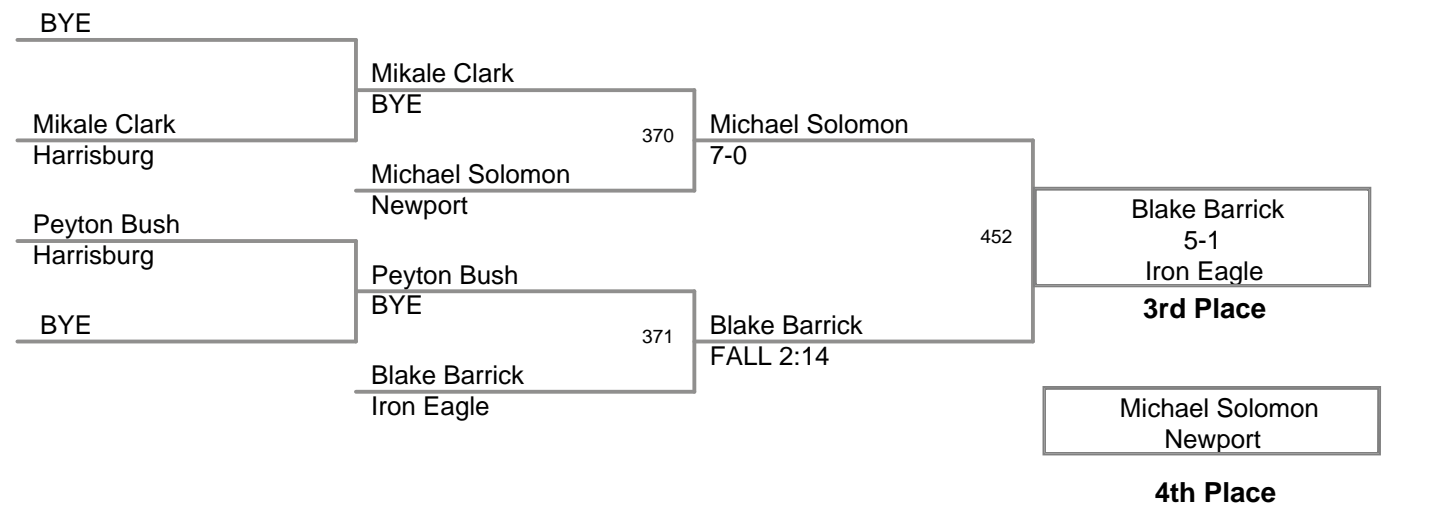 BYE
Mikale Clark
Harrisburg
Peyton Bush
Harrisburg
BYE
Mikale Clark
BYE
370
Michael Solomon
Newport
Peyton Bush
BYE
371
Blake Barrick
Iron Eagle
Michael Solomon
7-0
452
Blake Barrick
FALL 2:14
Blake Barrick
5-1
Iron Eagle
3rd Place
Michael Solomon
Newport
4th Place